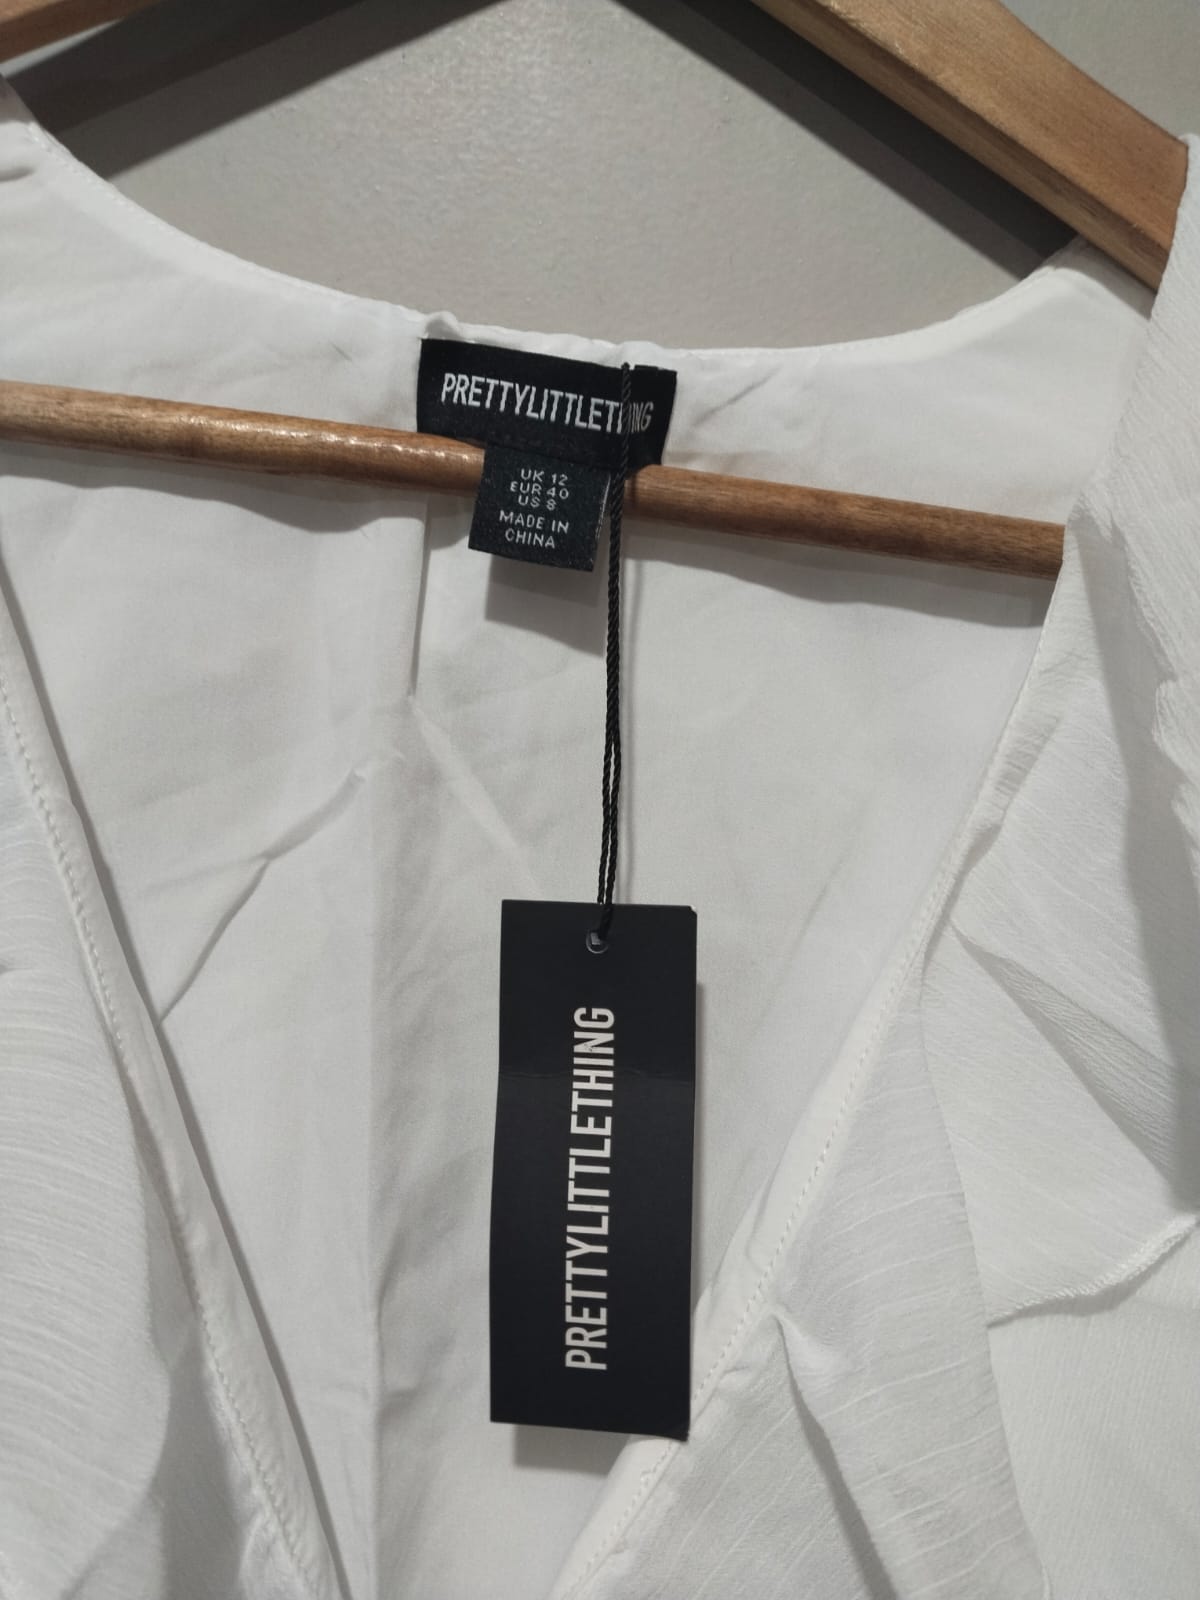 PRETTYLITTLETHING
UK 12
EUR 40
US 8
MADE IN
CHINA
PRETTYLITTLETHING